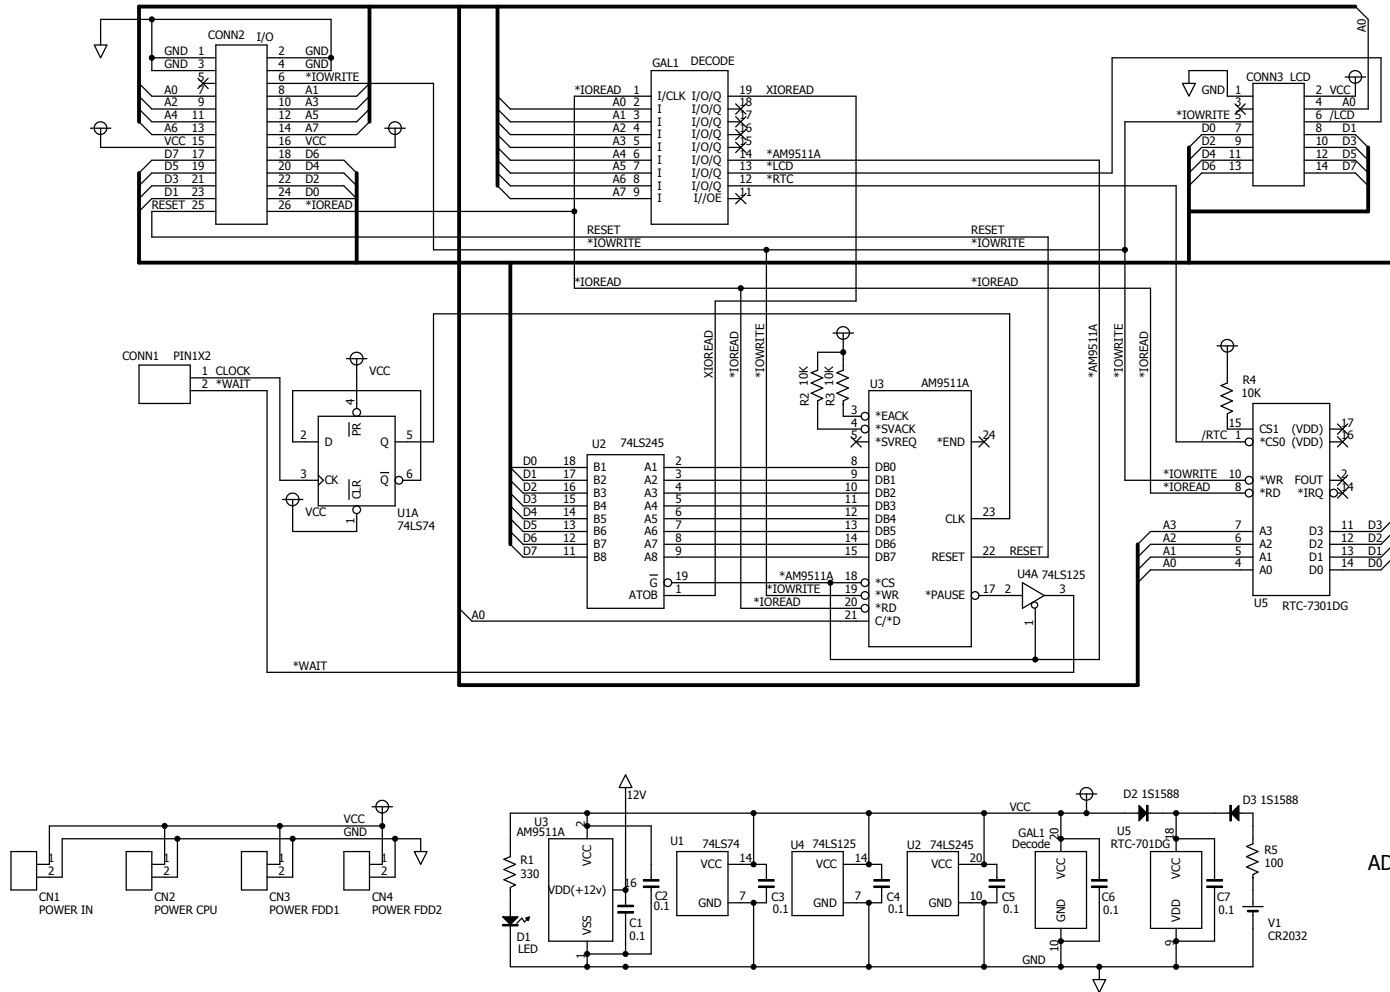 CONN2 I/O
GND 1 2 GND
GND 3 4 GND
5 6 *IOWRITE
A0 7 8 A1
A2 9 10 A3
A4 11 12 A5
A6 13 14 A7
VCC 15 16 VCC
D7 17 18 D6
D5 19 20 D4
D3 21 22 D2
D1 23 24 D0
RESET 25 26 *IOREAD
GAL1 DECODE
*IOREAD 1 I/CLK I/O/Q 19 XIOREAD
A0 2 I I/O/Q 18
A1 3 I I/O/Q 17
A2 4 I I/O/Q 16
A3 5 I I/O/Q 15
A4 6 I I/O/Q 14 *AM9511A
A5 7 I I/O/Q 13 *LCD
A6 8 I I/O/Q 12 *RTC
A7 9 I I//OE 11
A0
CONN3 LCD
GND 1 2 VCC
3 4 A0
*IOWRITE 5 6 /LCD
D0 7 8 D1
D2 9 10 D3
D4 11 12 D5
D6 13 14 D7
RESET RESET
*IOWRITE *IOWRITE
*IOREAD *IOREAD
XIOREAD
*IOREAD
*IOWRITE
*AM9511A
*IOWRITE
*IOREAD
CONN1 PIN1X2
1 CLOCK
2 *WAIT
VCC
4
PR
2 D Q 5
3 CK Q 6
CLR
VCC
1
U1A
74LS74
U2 74LS245
D0 18 B1 A1 2
D1 17 B2 A2 3
D2 16 B3 A3 4
D3 15 B4 A4 5
D4 14 B5 A5 6
D5 13 B6 A6 7
D6 12 B7 A7 8
D7 11 B8 A8 9
G 19
ATOB 1
R2 10K
R3 10K
U3 AM9511A
3 *EACK
4 *SVACK
5 *SVREQ *END 24
8 DB0
9 DB1
10 DB2
11 DB3
12 DB4 CLK 23
13 DB5
14 DB6
15 DB7 RESET 22 RESET
*AM9511A 18 *CS
*IOWRITE 19 *WR *PAUSE 17
*IOREAD 20 *RD
A0 21 C/*D
U4A 74LS125
2 3
1
*WAIT
R4
10K
15 CS1 (VDD) 17
/RTC 1 *CS0 (VDD) 16
*IOWRITE 10 *WR FOUT 2
*IOREAD 8 *RD *IRQ 14
A3 7 A3 D3 11 D3
A2 6 A2 D2 12 D2
A1 5 A1 D1 13 D1
A0 4 A0 D0 14 D0
U5 RTC-7301DG
VCC
GND
1
2
CN1
POWER IN
1
2
CN2
POWER CPU
1
2
CN3
POWER FDD1
1
2
CN4
POWER FDD2
12V
R1
330
D1
LED
U3
AM9511A
2
VCC
VDD(+12v) 16
VSS
1
C2
0.1
C1
0.1
U1 74LS74
VCC 14
GND 7
C3
0.1
U4 74LS125
VCC 14
GND 7
C4
0.1
U2 74LS245
VCC 20
GND 10
C5
0.1
VCC
GND
GAL1
Decode
20
VCC
GND
10
C6
0.1
D2 1S1588
D3 1S1588
U5
RTC-701DG
18
VCC
VDD
9
C7
0.1
R5
100
V1
CR2032
AD